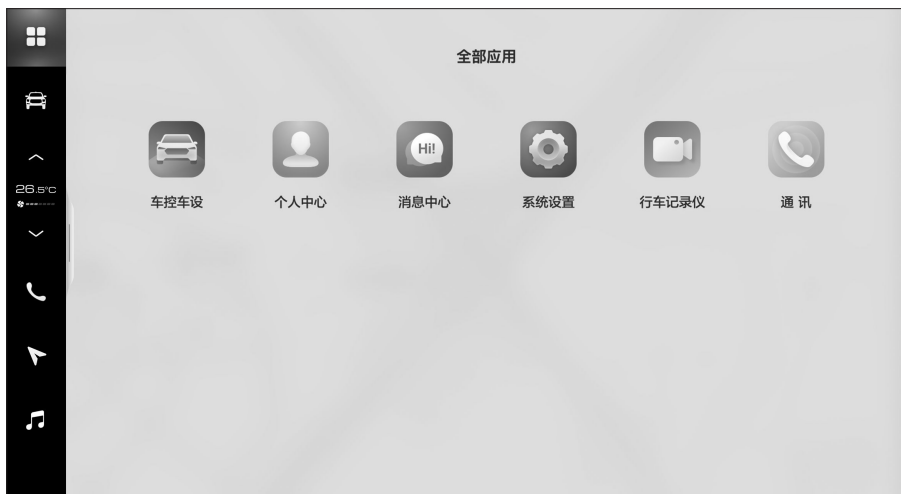 全部应用
Hi!
车控车设
个人中心
消息中心
系统设置
行车记录仪
通 讯
26.5°C